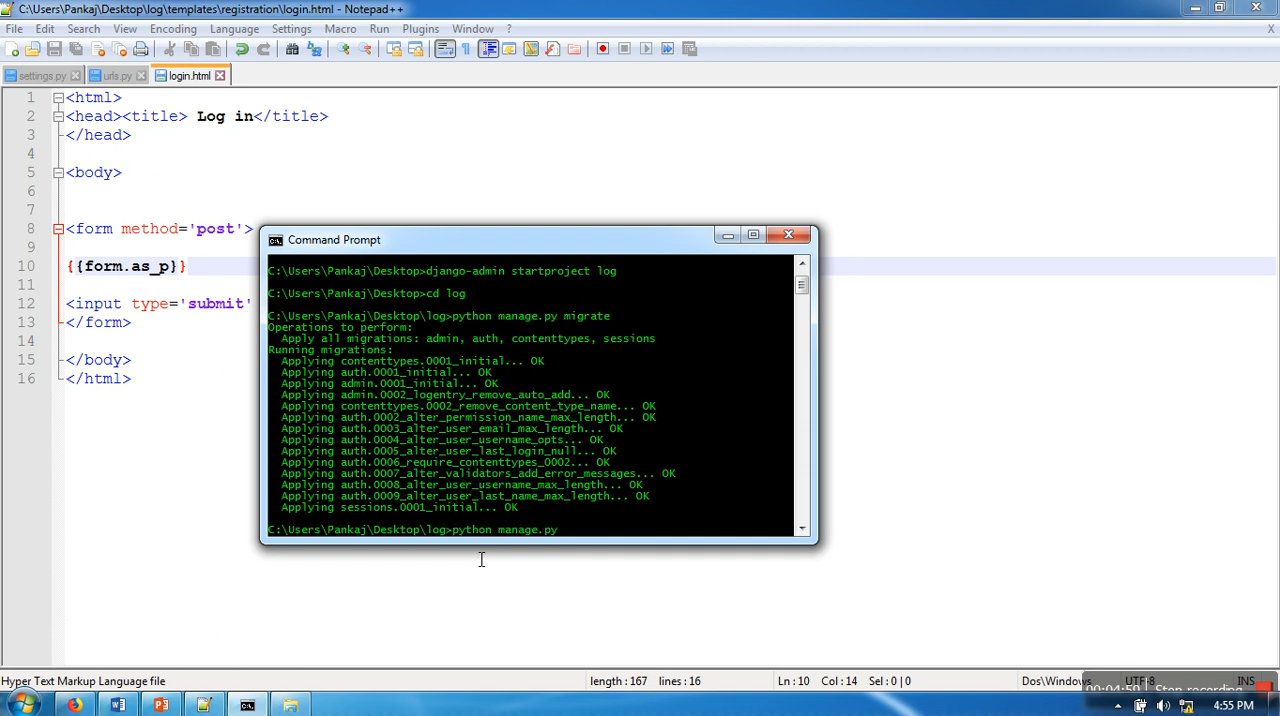 C:\Users\Pankaj\Desktop\log\templates\registration\login.html - Notepad++
File Edit Search View Encoding Language Settings Macro Run Plugins Window ? X
settings.py urls.py login.html
1 <html>
2 <head><title> Log in</title>
3 </head>
4
5 <body>
6
7
8 <form method='post'>
9
10 {{form.as_p}}
11
12 <input type='submit'
13 </form>
14
15 </body>
16 </html>
Command Prompt
C:\Users\Pankaj\Desktop>django-admin startproject log
C:\Users\Pankaj\Desktop>cd log
C:\Users\Pankaj\Desktop\log>python manage.py migrate
Operations to perform:
Apply all migrations: admin, auth, contenttypes, sessions
Running migrations:
Applying contenttypes.0001_initial... OK
Applying auth.0001_initial... OK
Applying admin.0001_initial... OK
Applying admin.0002_logentry_remove_auto_add... OK
Applying contenttypes.0002_remove_content_type_name... OK
Applying auth.0002_alter_permission_name_max_length... OK
Applying auth.0003_alter_user_email_max_length... OK
Applying auth.0004_alter_user_username_opts... OK
Applying auth.0005_alter_user_last_login_null... OK
Applying auth.0006_require_contenttypes_0002... OK
Applying auth.0007_alter_validators_add_error_messages... OK
Applying auth.0008_alter_user_username_max_length... OK
Applying auth.0009_alter_user_last_name_max_length... OK
Applying sessions.0001_initial... OK
C:\Users\Pankaj\Desktop\log>python manage.py
Hyper Text Markup Language file length : 167 lines : 16 Ln : 10 Col : 14 Sel : 0 | 0 Dos\Windows UTF-8 INS
00:04:50 Stop recording
4:55 PM